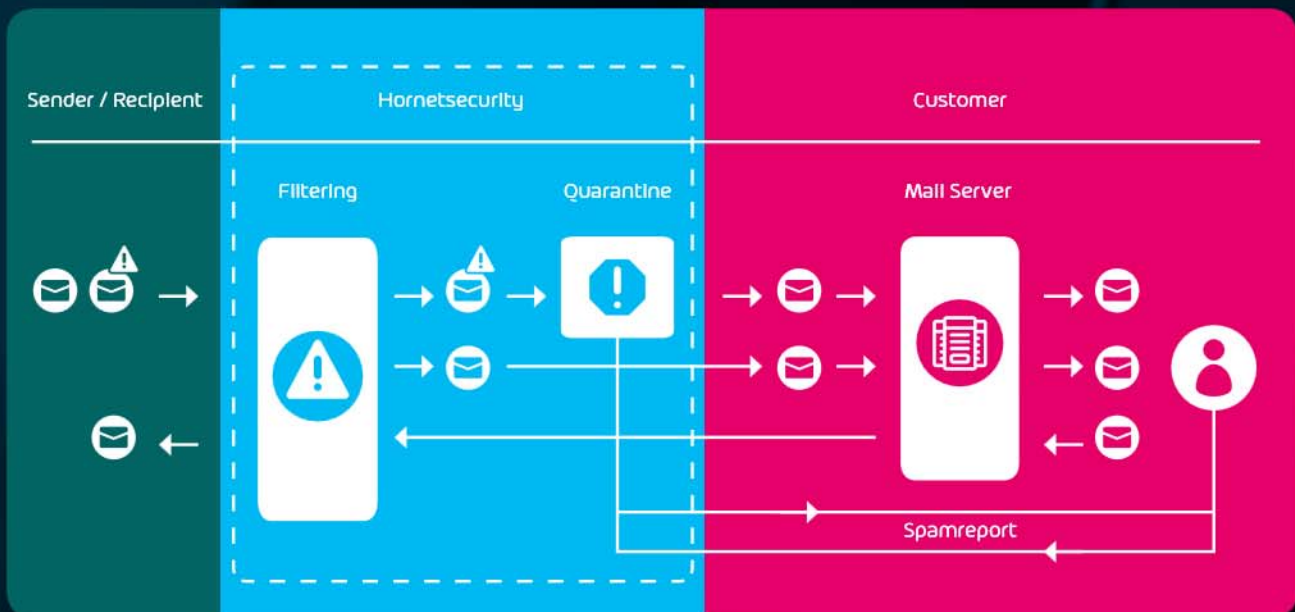 Sender / Recipient
Hornetsecurity
Customer
Filtering
Quarantine
Mail Server
Spamreport